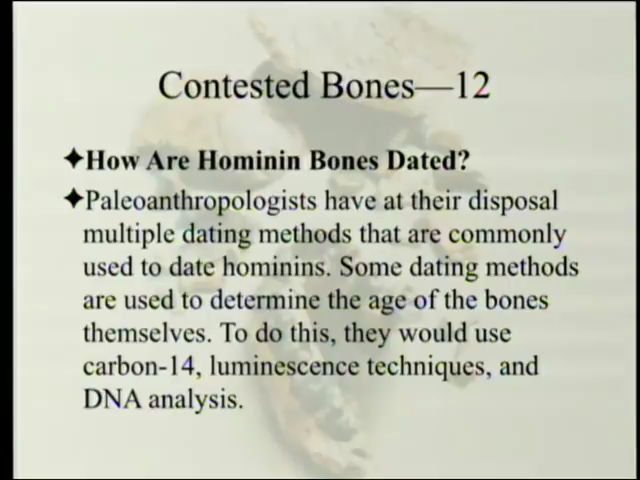 Contested Bones—12
✦How Are Hominin Bones Dated?
✦Paleoanthropologists have at their disposal
multiple dating methods that are commonly
used to date hominins. Some dating methods
are used to determine the age of the bones
themselves. To do this, they would use
carbon-14, luminescence techniques, and
DNA analysis.